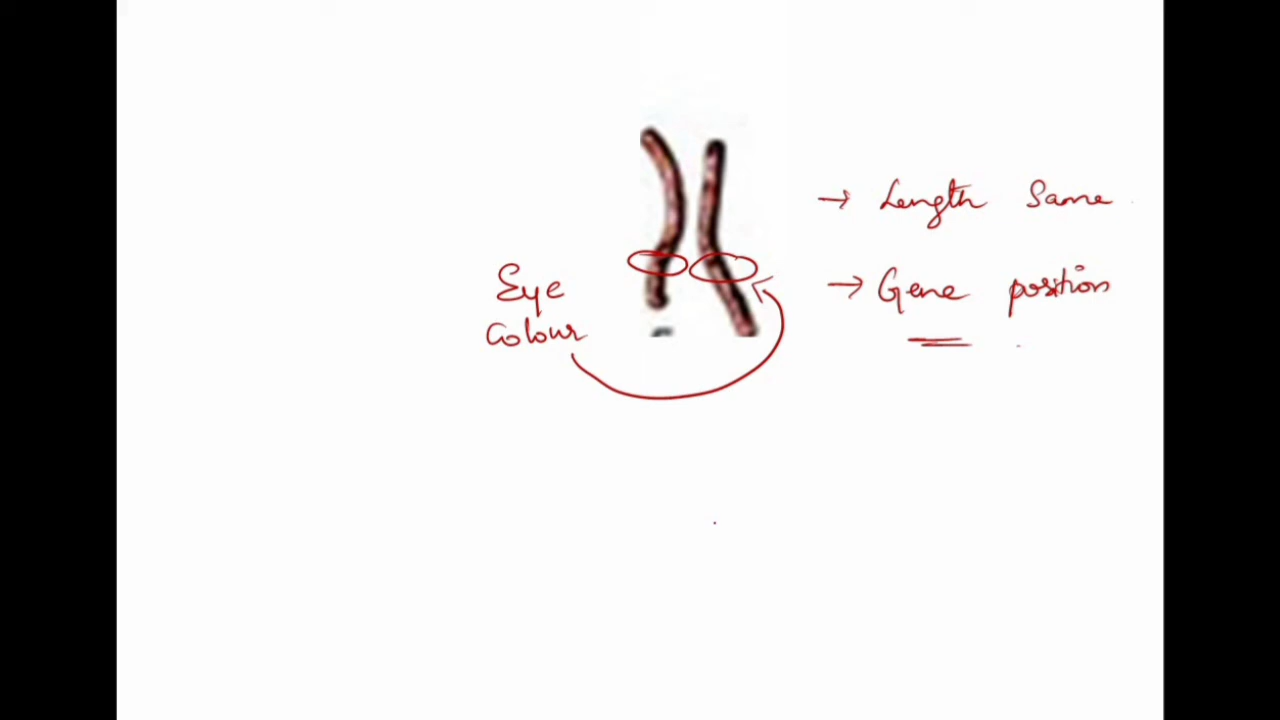 → Length Same
Eye
Colour
→ Gene position